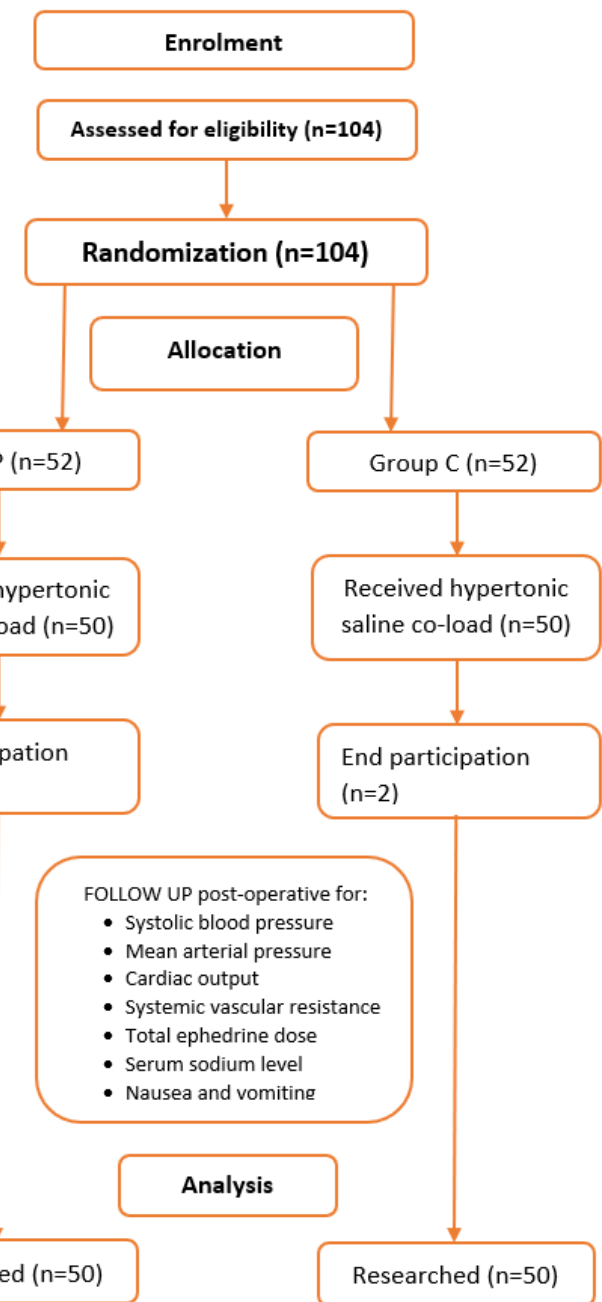 Enrolment
Assessed for eligibility (n=104)
Randomization (n=104)
Allocation
P (n=52)
Group C (n=52)
hypertonic
oad (n=50)
Received hypertonic
saline co-load (n=50)
pation
End participation
(n=2)
FOLLOW UP post-operative for:
• Systolic blood pressure
• Mean arterial pressure
• Cardiac output
• Systemic vascular resistance
• Total ephedrine dose
• Serum sodium level
• Nausea and vomiting
Analysis
ed (n=50)
Researched (n=50)